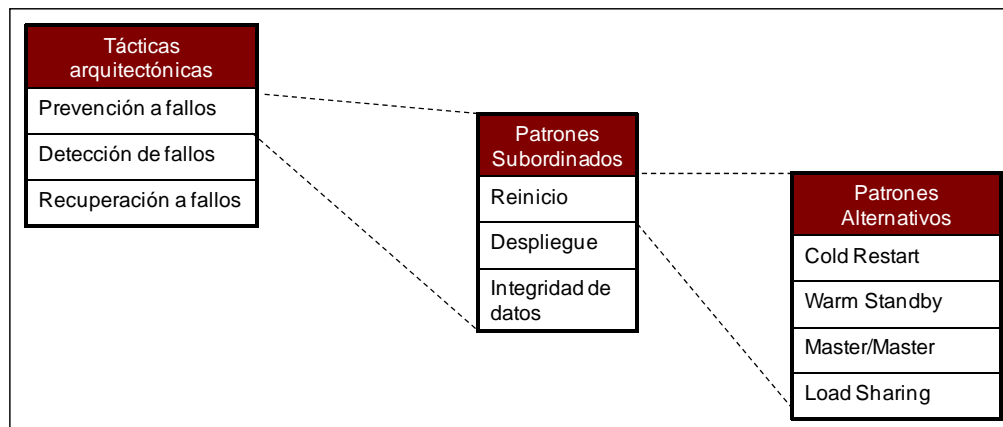 Tácticas
arquitectónicas
Prevención a fallos
Detección de fallos
Recuperación a fallos
Patrones
Subordinados
Reinicio
Despliegue
Integridad de
datos
Patrones
Alternativos
Cold Restart
Warm Standby
Master/Master
Load Sharing